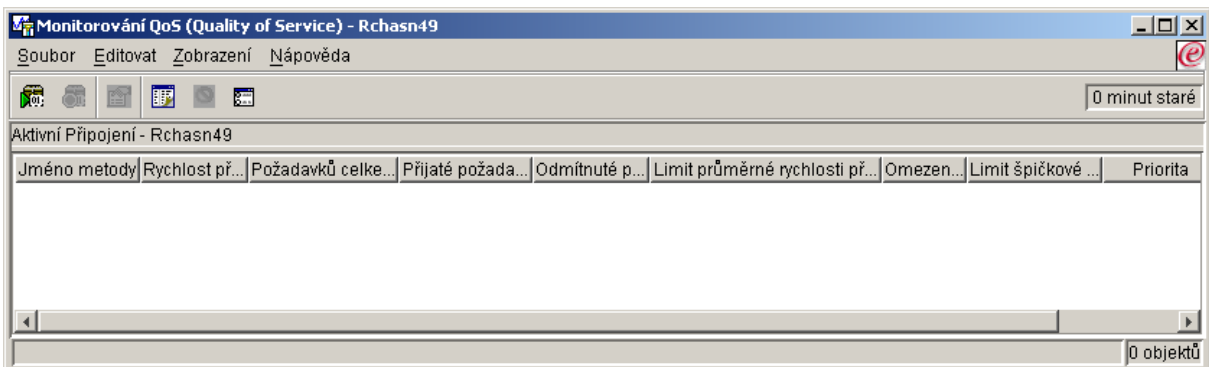 Monitorování QoS (Quality of Service) - Rchasn49
Soubor Editovat Zobrazení Nápověda
0 minut staré
Aktivní Připojení - Rchasn49
Jméno metody Rychlost př... Požadavků celke... Přijaté požada... Odmítnuté p... Limit průměrné rychlosti př... Omezen... Limit špičkové ... Priorita
0 objektů